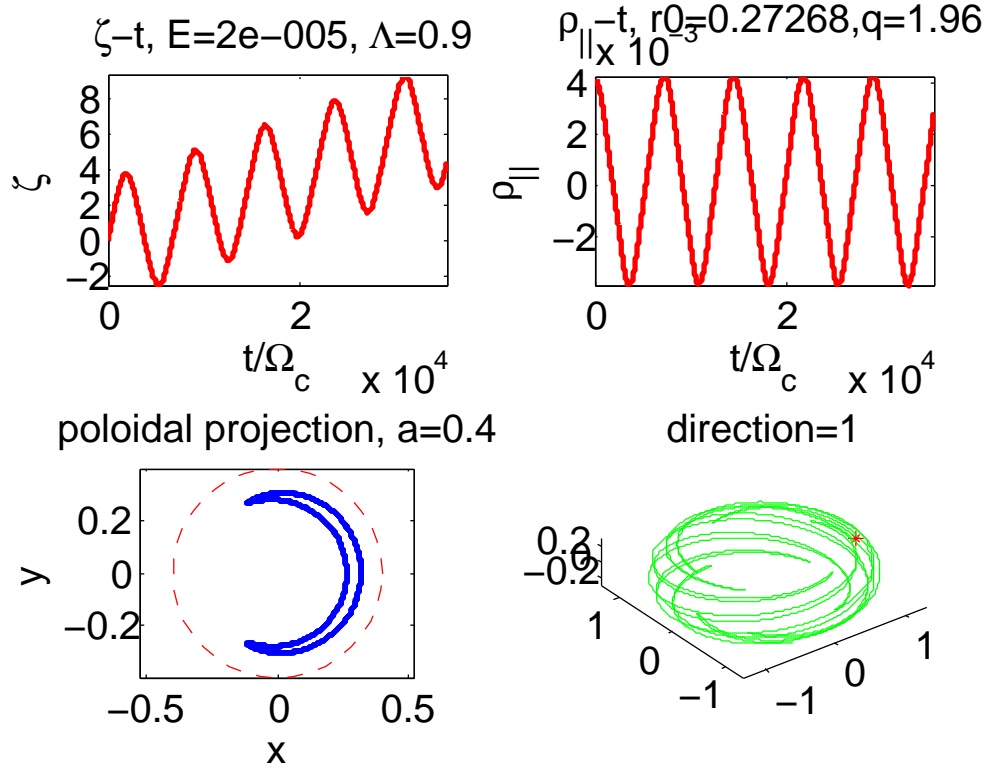 ζ−t, E=2e−005, Λ=0.9
8
6
4
2
0
−2
ζ
0
2
t/Ωc
x 10^4
ρ||−t, r0=0.27268,q=1.96
x 10^−3
4
2
0
−2
ρ||
0
2
t/Ωc
x 10^4
poloidal projection, a=0.4
0.2
0
−0.2
y
−0.5
0
0.5
x
direction=1
0.2
0
−0.2
1
0
−1
−1
0
1